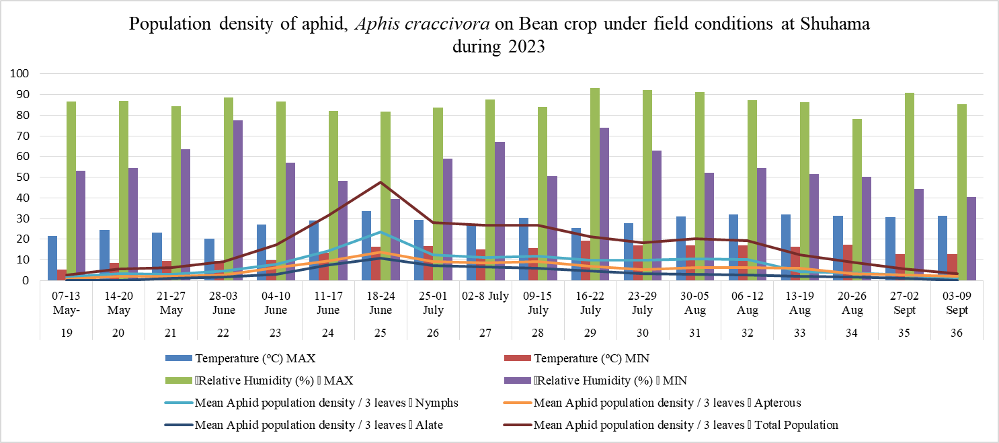 Population density of aphid, Aphis craccivora on Bean crop under field conditions at Shuhama
during 2023
100
90
80
70
60
50
40
30
20
10
0
07-13 14-20 21-27 28-03 04-10 11-17 18-24 25-01 02-8 July 09-15 16-22 23-29 30-05 06 -12 13-19 20-26 27-02 03-09
May- May May June June June June July July July July Aug Aug Aug Aug Sept Sept
19 20 21 22 23 24 25 26 27 28 29 30 31 32 33 34 35 36
Temperature (ºC) MAX Temperature (ºC) MIN
Relative Humidity (%) MAX Relative Humidity (%) MIN
Mean Aphid population density / 3 leaves Nymphs Mean Aphid population density / 3 leaves Apterous
Mean Aphid population density / 3 leaves Alate Mean Aphid population density / 3 leaves Total Population